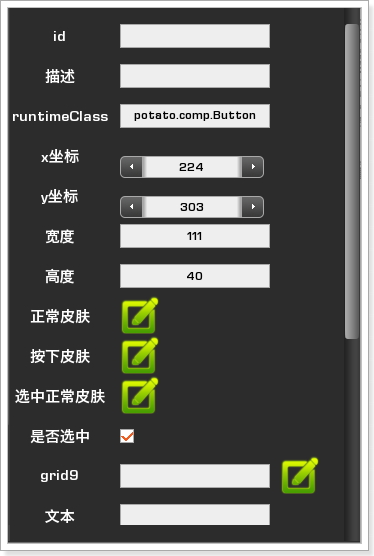 id
描述
runtimeClass potato.comp.Button
x坐标 224
y坐标 303
宽度 111
高度 40
正常皮肤
按下皮肤
选中正常皮肤
是否选中
grid9
文本